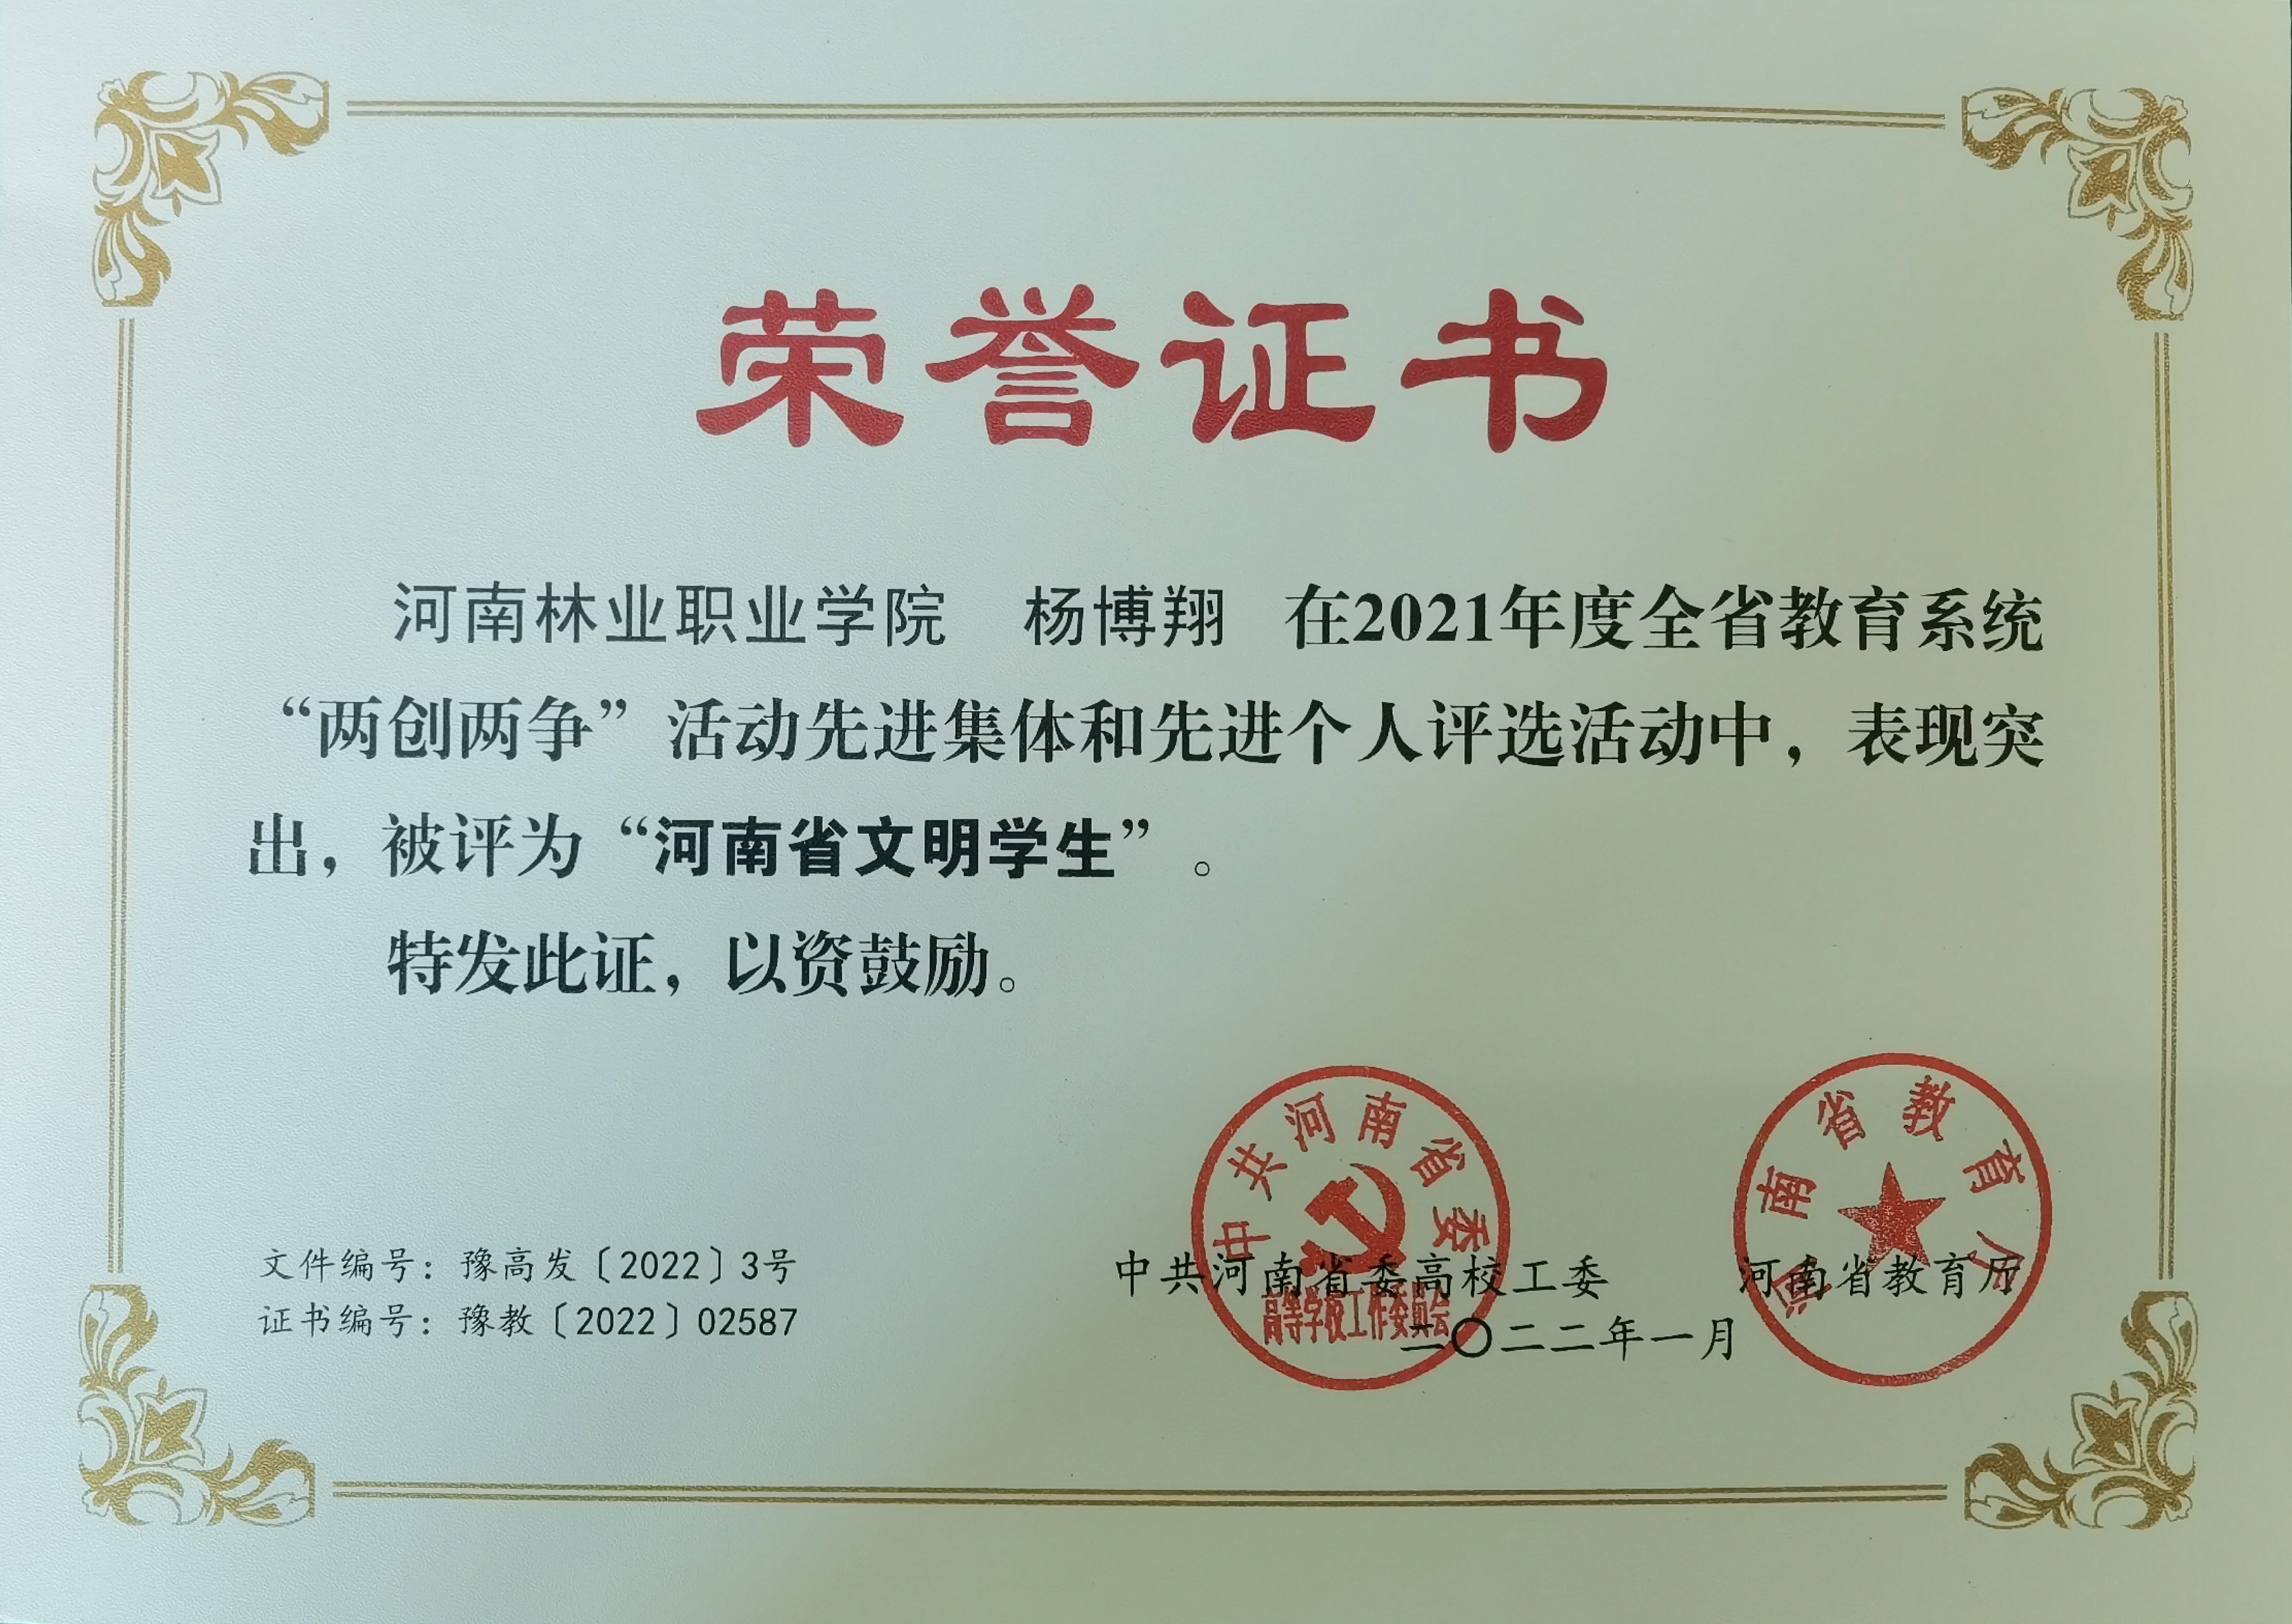 荣誉证书
河南林业职业学院 杨博翔 在2021年度全省教育系统
“两创两争”活动先进集体和先进个人评选活动中，表现突
出，被评为“河南省文明学生”。
特发此证，以资鼓励。
中共河南省委
高等学校工作委员会
河南省教育厅
文件编号：豫高发〔2022〕3号
中共河南省委高校工委 河南省教育厅
证书编号：豫教〔2022〕02587
二〇二二年一月